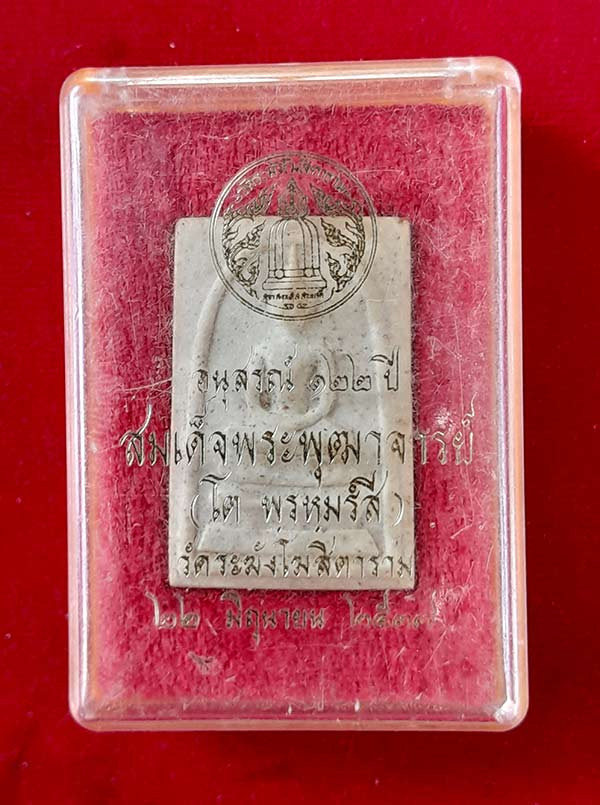 อนุสรณ์ ๑๒๒ ปี
สมเด็จพระพุฒาจารย์
(โต พฺรหฺมรํสี)
วัดระฆังโฆสิตาราม
๒๒ มิถุนายน ๒๕๓๗